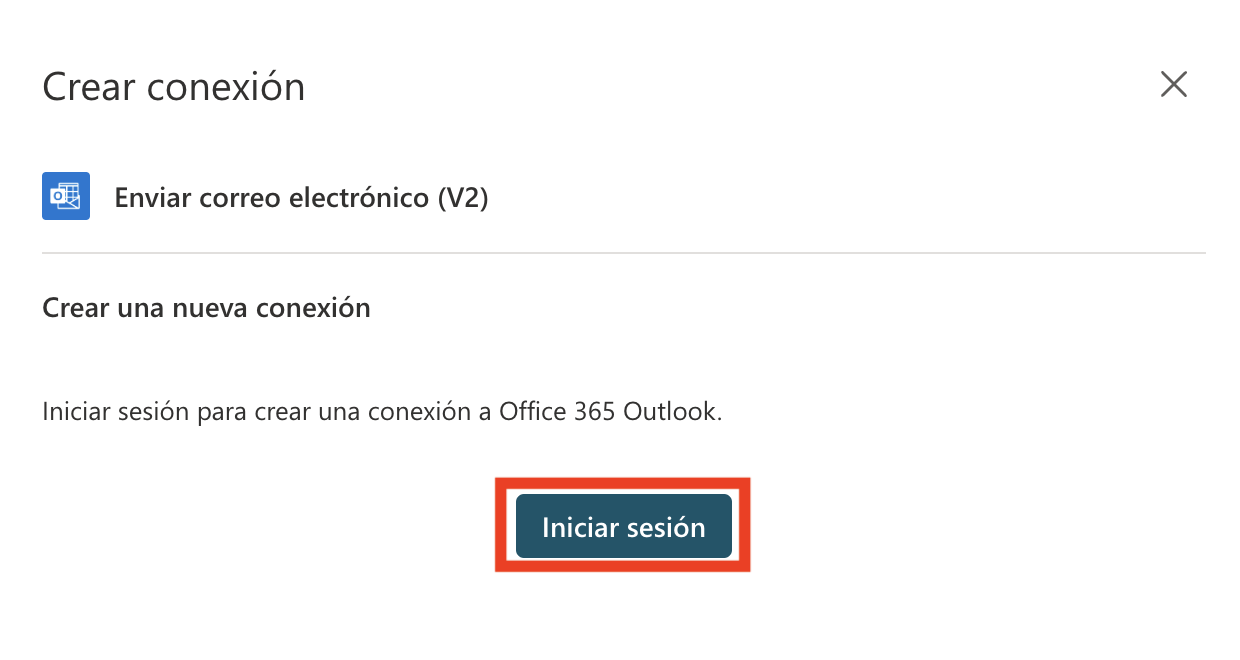 Crear conexión
Enviar correo electrónico (V2)
Crear una nueva conexión
Iniciar sesión para crear una conexión a Office 365 Outlook.
Iniciar sesión